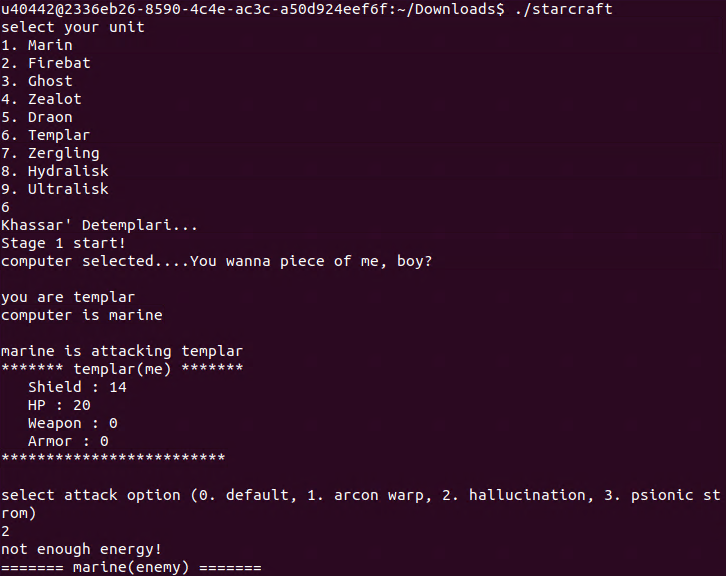 u40442@2336eb26-8590-4c4e-ac3c-a50d924eef6f:~/Downloads$ ./starcraft
select your unit
1. Marin
2. Firebat
3. Ghost
4. Zealot
5. Draon
6. Templar
7. Zergling
8. Hydralisk
9. Ultralisk
6
Khassar' Detemplari...
Stage 1 start!
computer selected....You wanna piece of me, boy?
you are templar
computer is marine
marine is attacking templar
******* templar(me) *******
Shield : 14
HP : 20
Weapon : 0
Armor : 0
*************************
select attack option (0. default, 1. arcon warp, 2. hallucination, 3. psionic st
rom)
2
not enough energy!
======= marine(enemy) =======